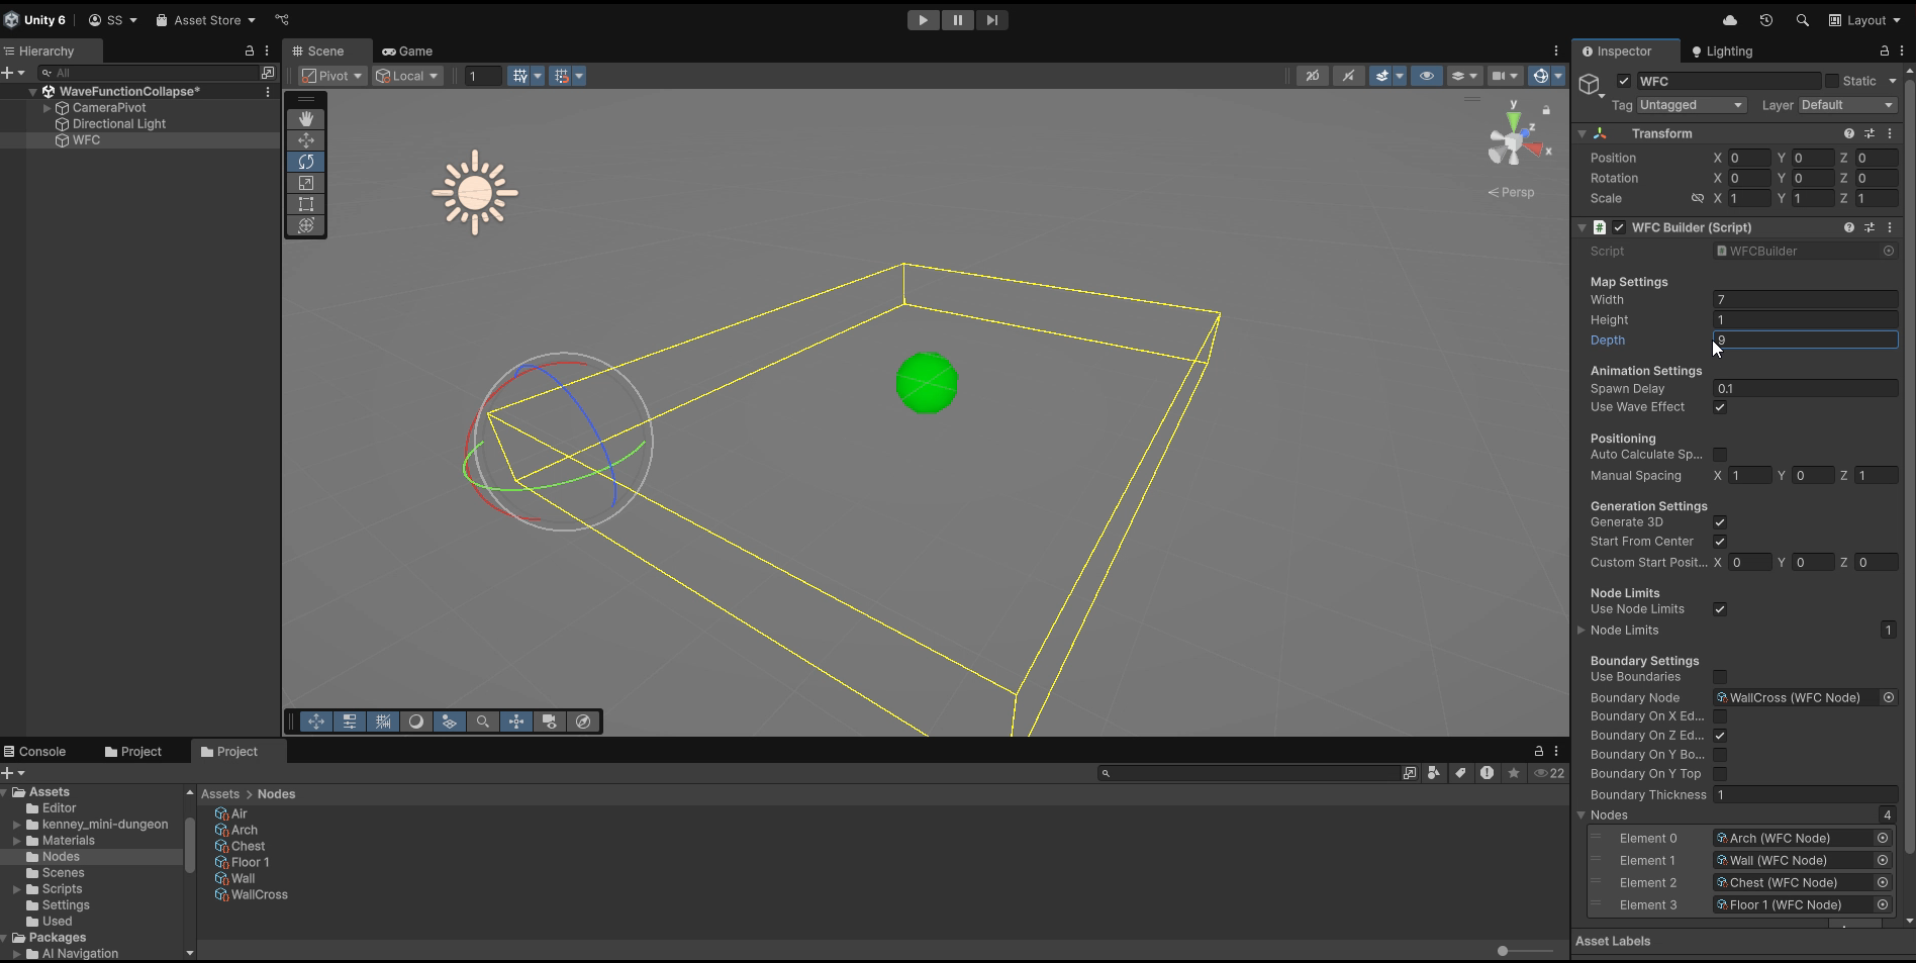 Unity 6 SS Asset Store Layout
Hierarchy
All
WaveFunctionCollapse*
CameraPivot
Directional Light
WFC
Scene Game
Pivot Local 1 2D
y
z
x
Persp
Inspector Lighting
WFC Static
Tag Untagged Layer Default
Transform
Position X 0 Y 0 Z 0
Rotation X 0 Y 0 Z 0
Scale X 1 Y 1 Z 1
# WFC Builder (Script)
Script WFCBuilder
Map Settings
Width 7
Height 1
Depth 9
Animation Settings
Spawn Delay 0.1
Use Wave Effect
Positioning
Auto Calculate Sp...
Manual Spacing X 1 Y 0 Z 1
Generation Settings
Generate 3D
Start From Center
Custom Start Posit... X 0 Y 0 Z 0
Node Limits
Use Node Limits
Node Limits 1
Boundary Settings
Use Boundaries
Boundary Node WallCross (WFC Node)
Boundary On X Ed...
Boundary On Z Ed...
Boundary On Y Bo...
Boundary On Y Top
Boundary Thickness 1
Nodes 4
Element 0 Arch (WFC Node)
Element 1 Wall (WFC Node)
Element 2 Chest (WFC Node)
Element 3 Floor 1 (WFC Node)
Asset Labels
Console Project Project
22
Assets
Editor
kenney_mini-dungeon
Materials
Nodes
Scenes
Scripts
Settings
Used
Packages
AI Navigation
Assets > Nodes
Air
Arch
Chest
Floor 1
Wall
WallCross